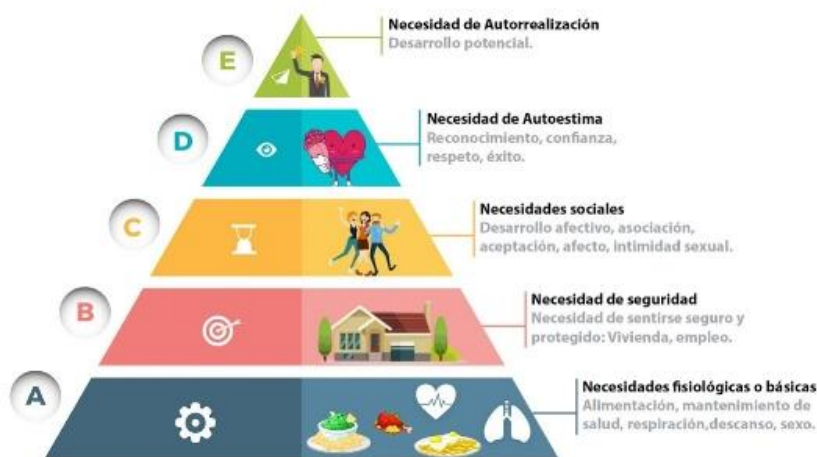 E
Necesidad de Autorrealización
Desarrollo potencial.
D
Necesidad de Autoestima
Reconocimiento, confianza,
respeto, éxito.
C
Necesidades sociales
Desarrollo afectivo, asociación,
aceptación, afecto, intimidad sexual.
B
Necesidad de seguridad
Necesidad de sentirse seguro y
protegido: Vivienda, empleo.
A
Necesidades fisiológicas o básicas
Alimentación, mantenimiento de
salud, respiración,descanso, sexo.